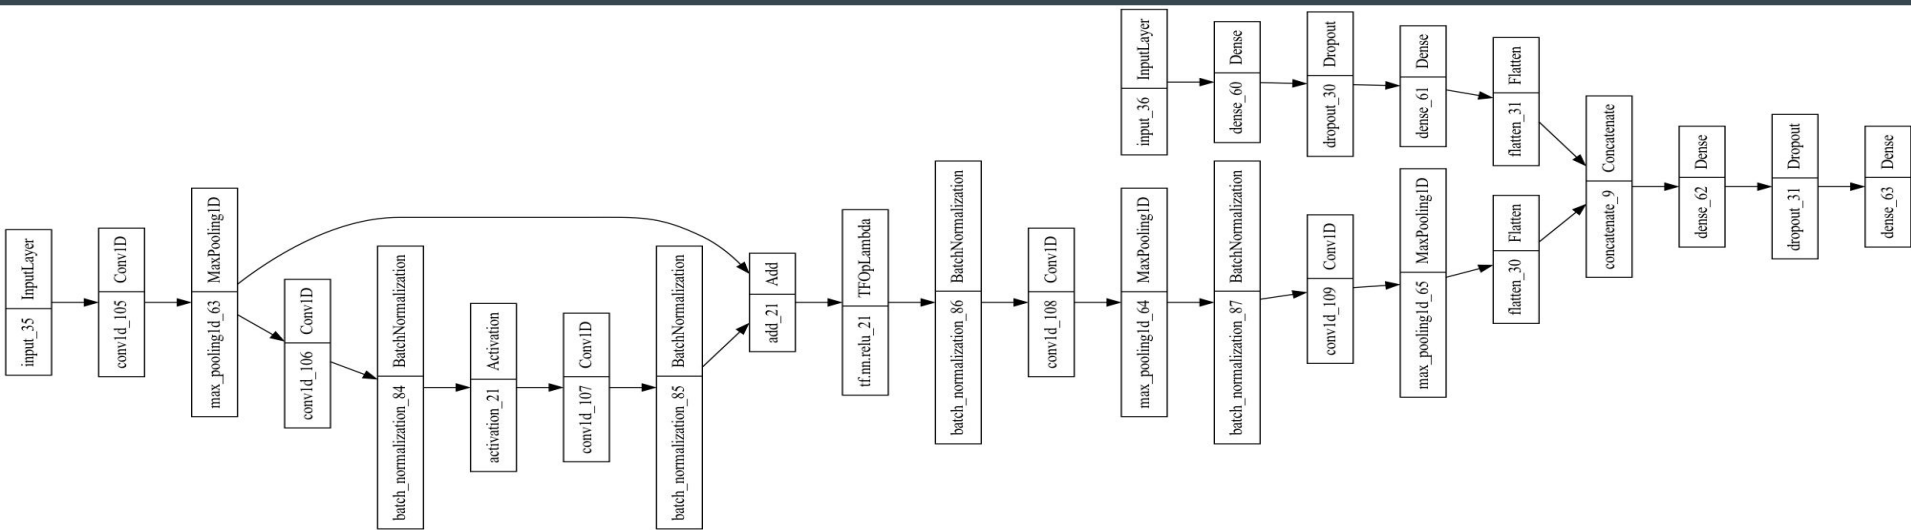 input_35 InputLayer
conv1d_105 Conv1D
max_pooling1d_63 MaxPooling1D
conv1d_106 Conv1D
batch_normalization_84 BatchNormalization
activation_21 Activation
conv1d_107 Conv1D
batch_normalization_85 BatchNormalization
add_21 Add
tf.nn.relu_21 TFOpLambda
batch_normalization_86 BatchNormalization
conv1d_108 Conv1D
input_36 InputLayer
max_pooling1d_64 MaxPooling1D
dense_60 Dense
batch_normalization_87 BatchNormalization
dropout_30 Dropout
conv1d_109 Conv1D
dense_61 Dense
max_pooling1d_65 MaxPooling1D
flatten_31 Flatten
flatten_30 Flatten
concatenate_9 Concatenate
dense_62 Dense
dropout_31 Dropout
dense_63 Dense